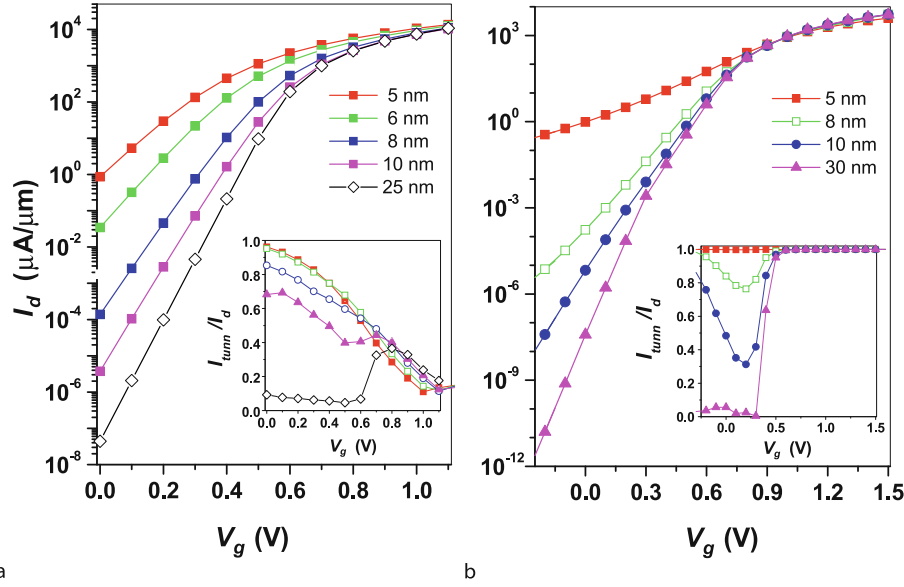 10^4
10^2
10^0
10^-2
10^-4
10^-6
10^-8
I_d (μA/μm)
5 nm
6 nm
8 nm
10 nm
25 nm
1.0
0.8
0.6
0.4
0.2
0.0
I_tunn/I_d
0.0 0.2 0.4 0.6 0.8 1.0
V_g (V)
0.0 0.2 0.4 0.6 0.8 1.0
V_g (V)
a
10^3
10^0
10^-3
10^-6
10^-9
10^-12
5 nm
8 nm
10 nm
30 nm
1.0
0.8
0.6
0.4
0.2
0.0
I_tunn/I_d
0.0 0.5 1.0 1.5
V_g (V)
0.0 0.3 0.6 0.9 1.2 1.5
V_g (V)
b